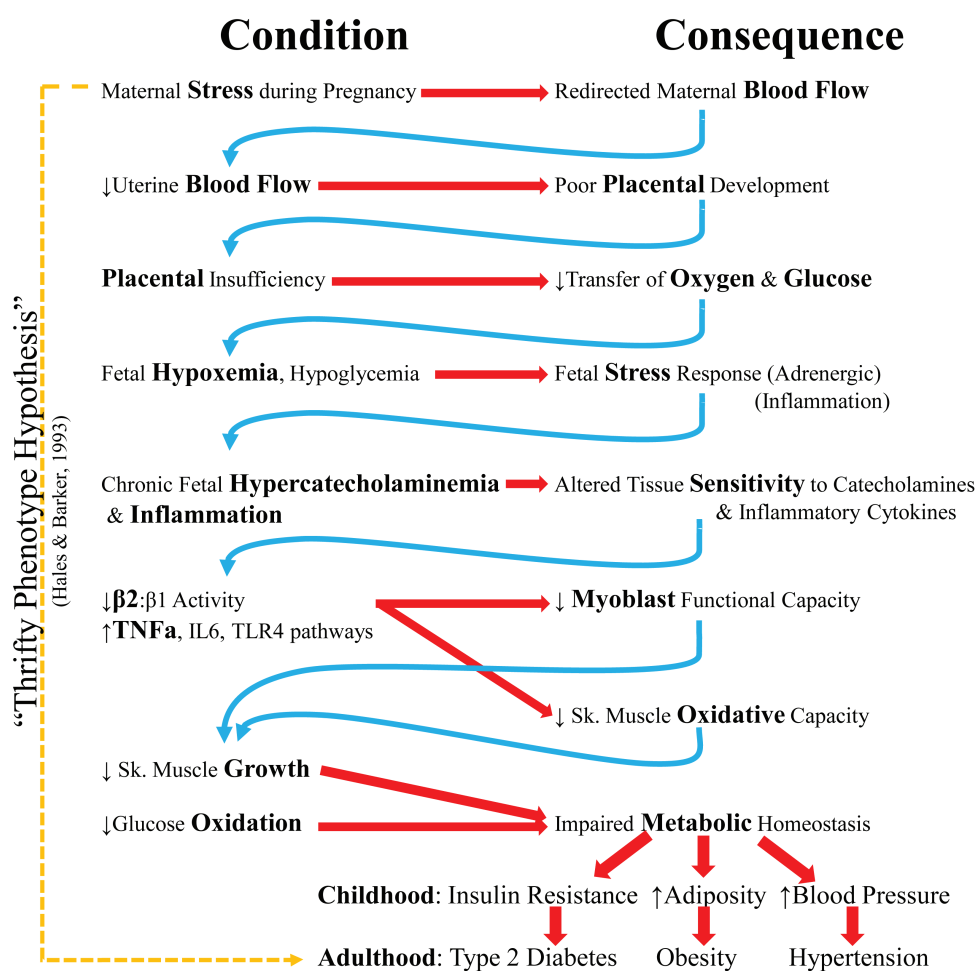 Condition
Consequence
Maternal Stress during Pregnancy
Redirected Maternal Blood Flow
↓Uterine Blood Flow
Poor Placental Development
Placental Insufficiency
↓Transfer of Oxygen & Glucose
Fetal Hypoxemia, Hypoglycemia
Fetal Stress Response (Adrenergic)
(Inflammation)
Chronic Fetal Hypercatecholaminemia
& Inflammation
Altered Tissue Sensitivity to Catecholamines
& Inflammatory Cytokines
↓β2:β1 Activity
↑TNFa, IL6, TLR4 pathways
↓ Myoblast Functional Capacity
↓ Sk. Muscle Oxidative Capacity
↓ Sk. Muscle Growth
↓Glucose Oxidation
Impaired Metabolic Homeostasis
Childhood: Insulin Resistance ↑Adiposity ↑Blood Pressure
Adulthood: Type 2 Diabetes Obesity Hypertension
“Thrifty Phenotype Hypothesis”
(Hales & Barker, 1993)